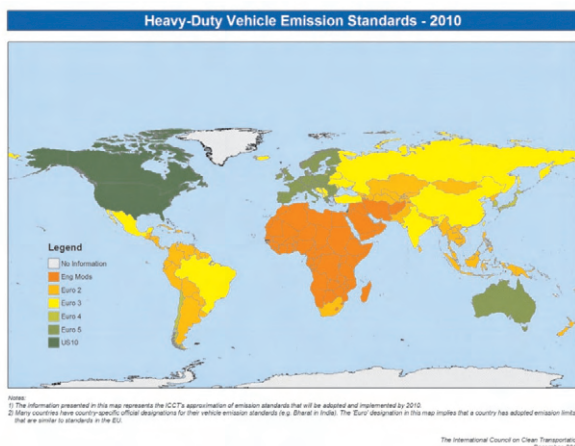 Heavy-Duty Vehicle Emission Standards - 2010
Legend
No Information
Eng Mods
Euro 2
Euro 3
Euro 4
Euro 5
US10
Notes:
1) The information presented in this map represents the ICCT's approximation of emission standards that will be adopted and implemented by 2010.
2) Many countries have country-specific official designations for their vehicle emission standards (e.g. Bharat in India). The 'Euro' designation in this map implies that a country has adopted emission limits
that are similar to standards in the EU.
The International Council on Clean Transportatio